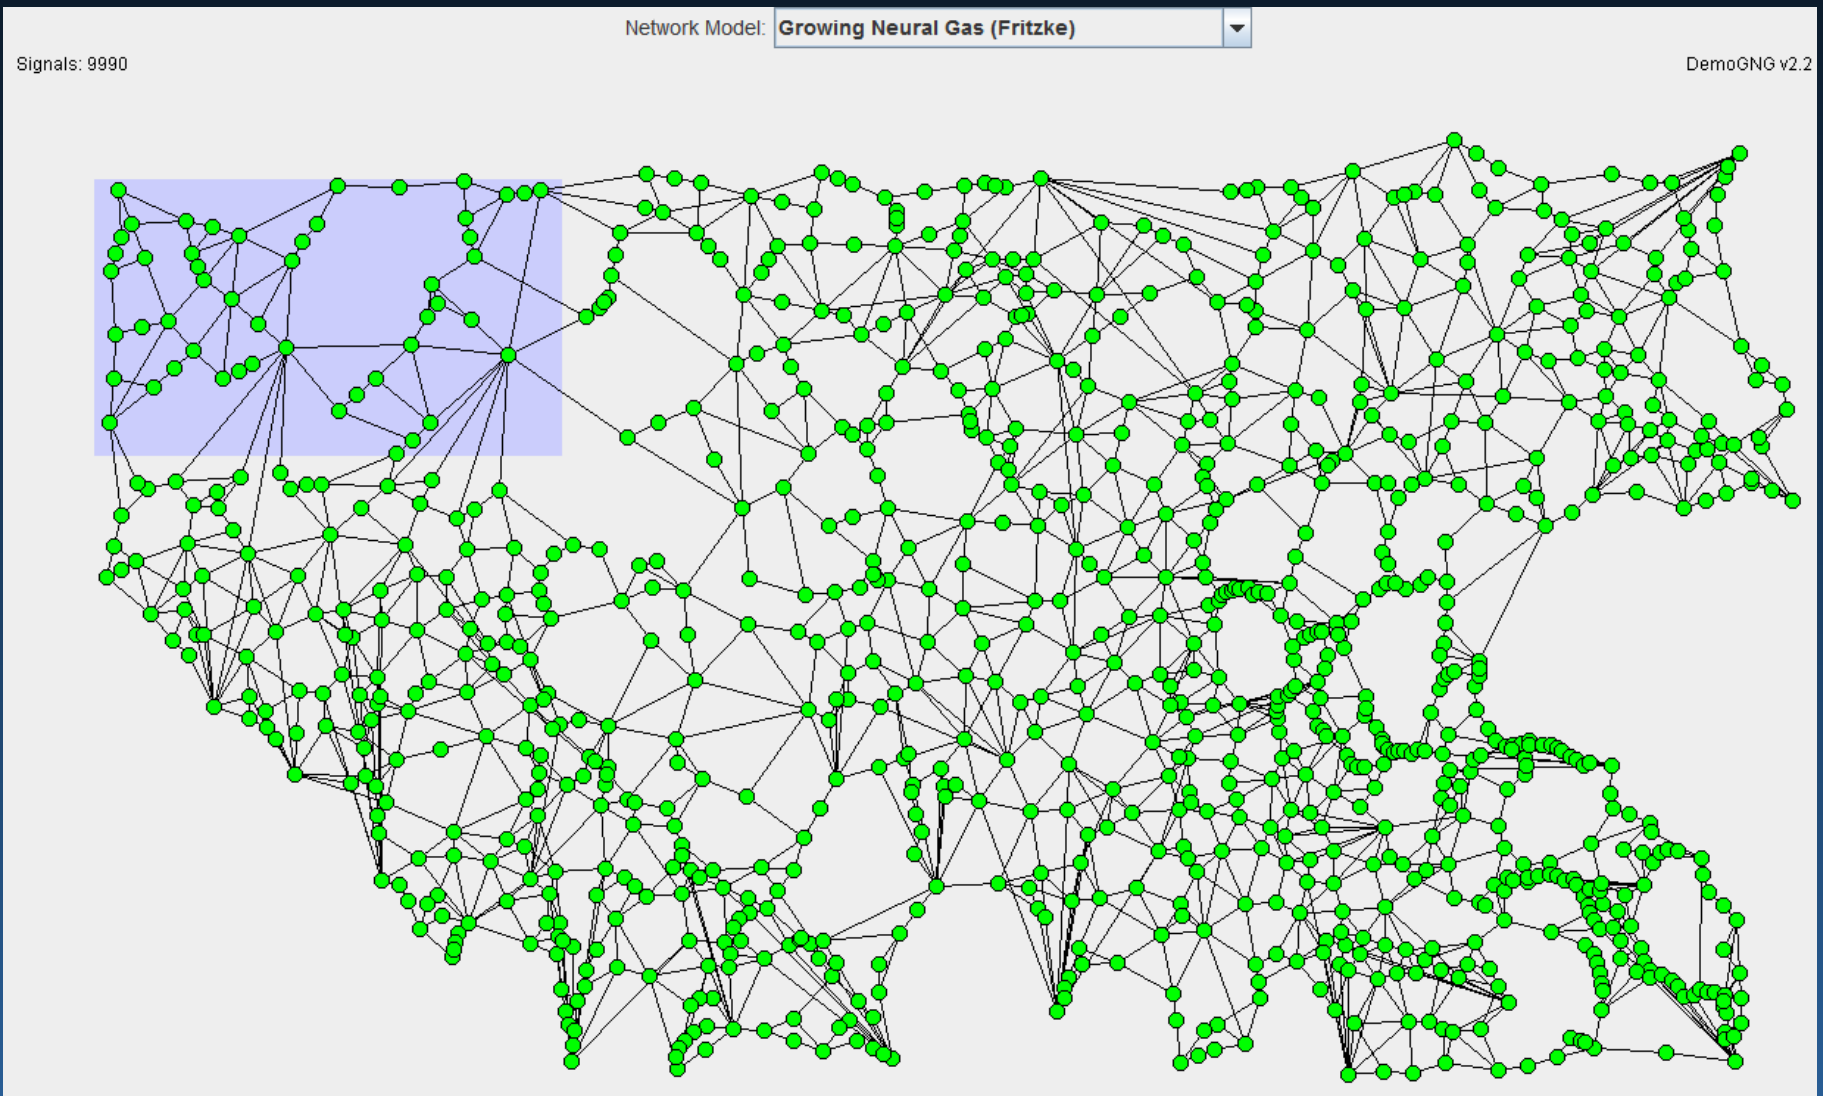 Network Model: Growing Neural Gas (Fritzke)
Signals: 9990
DemoGNG v2.2